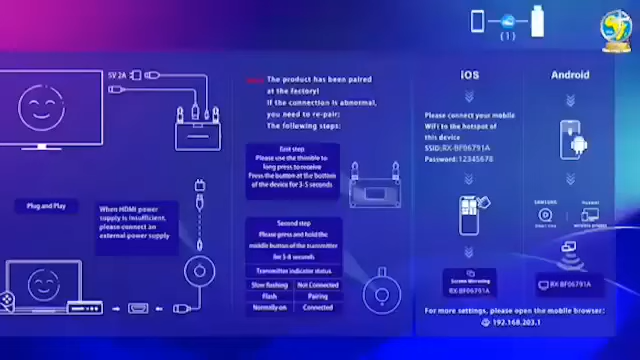 (1)
5V 2A
Plug and Play
When HDMI power
supply is insufficient,
please connect an
external power supply
The product has been paired
at the factory!
If the connection is abnormal,
you need to re-pair;
The following steps:
First step
Please use the thimble to
long press to receive
Press the button at the bottom
of the device for 3-5 seconds
Second step
Please press and hold the
middle button of the transmitter
for 3-8 seconds
Transmitter indicator status
Slow flashing Not Connected
Flash Pairing
Normally on Connected
iOS
Please connect your mobile
WiFi to the hotspot of
this device
SSID:RX-BF06791A
Password: 12345678
Screen Mirroring
RX-BF06791A
Android
SAMSUNG
Smart View
Huawei
wireless project
RX-BF06791A
For more settings, please open the mobile browser:
192.168.203.1